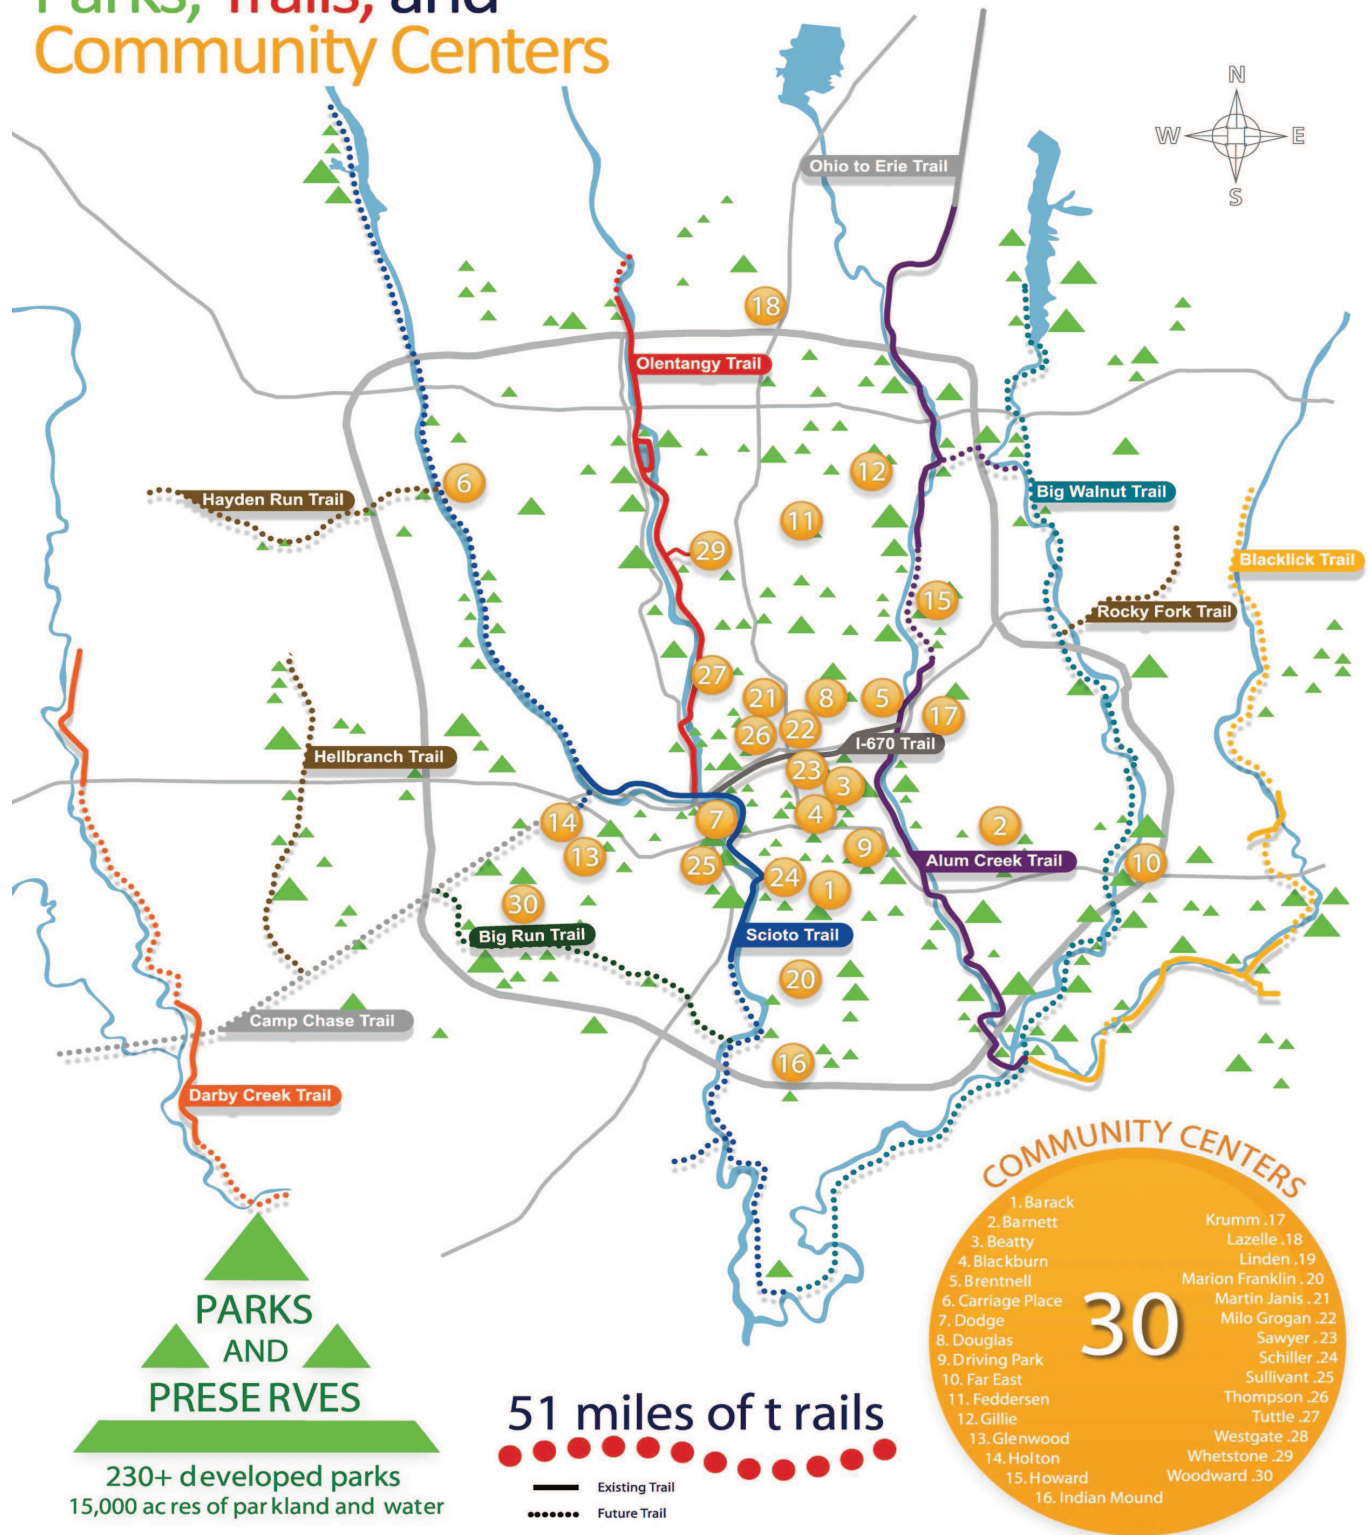 Parks, Trails, and
Community Centers
N
W
E
S
Ohio to Erie Trail
18
Olentangy Trail
12
6
Hayden Run Trail
Big Walnut Trail
11
29
Blacklick Trail
15
Rocky Fork Trail
27
21
8
5
17
26
22
I-670 Trail
Hellbranch Trail
23
3
14
7
4
2
13
9
25
Alum Creek Trail
10
24
1
30
Big Run Trail
Scioto Trail
20
Camp Chase Trail
16
Darby Creek Trail
COMMUNITY CENTERS
1. Barack
2. Barnett
3. Beatty
4. Blackburn
5. Brentnell
6. Carriage Place
7. Dodge
8. Douglas
9. Driving Park
10. Far East
11. Feddersen
12. Gillie
13. Glenwood
14. Holton
15. Howard
16. Indian Mound
30
Krumm .17
Lazelle .18
Linden .19
Marion Franklin .20
Martin Janis .21
Milo Grogan .22
Sawyer .23
Schiller .24
Sullivant .25
Thompson .26
Tuttle .27
Westgate .28
Whetstone .29
Woodward .30
PARKS
AND
PRESE RVES
230+ developed parks
15,000 ac res of par kland and water
51 miles of t rails
Existing Trail
Future Trail